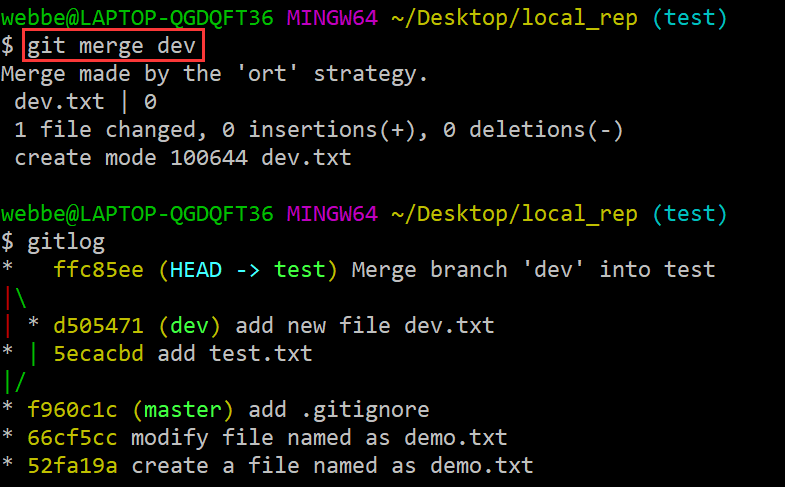 webbe@LAPTOP-QGDQFT36 MINGW64 ~/Desktop/local_rep (test)
$ git merge dev
Merge made by the 'ort' strategy.
 dev.txt | 0
 1 file changed, 0 insertions(+), 0 deletions(-)
 create mode 100644 dev.txt
webbe@LAPTOP-QGDQFT36 MINGW64 ~/Desktop/local_rep (test)
$ gitlog
*   ffc85ee (HEAD -> test) Merge branch 'dev' into test
|\
| * d505471 (dev) add new file dev.txt
* | 5ecacbd add test.txt
|/
* f960c1c (master) add .gitignore
* 66cf5cc modify file named as demo.txt
* 52fa19a create a file named as demo.txt